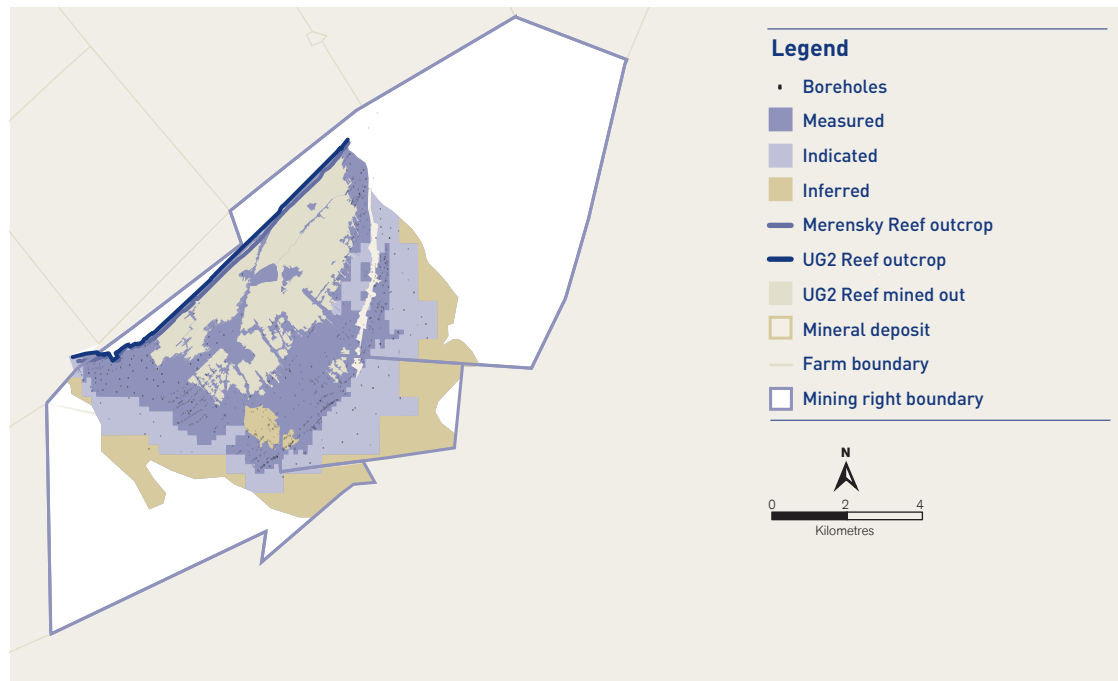 Legend
Boreholes
Measured
Indicated
Inferred
Merensky Reef outcrop
UG2 Reef outcrop
UG2 Reef mined out
Mineral deposit
Farm boundary
Mining right boundary
N
0 2 4
Kilometres